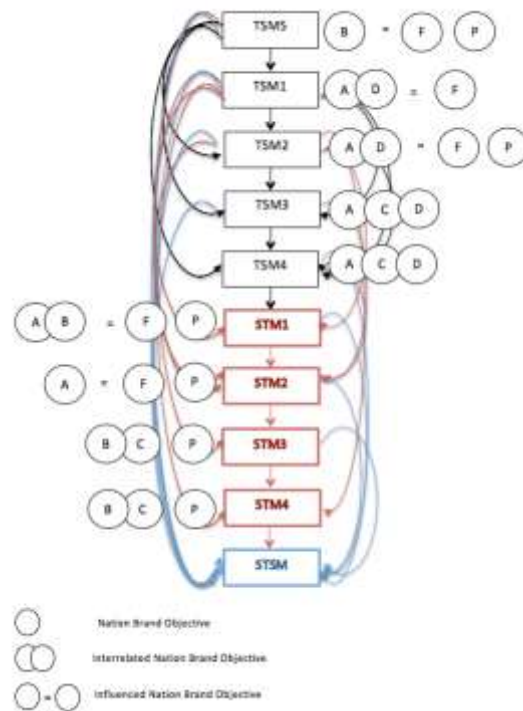 TSM5 B = F P
TSM1 A D = F
TSM2 A D = F P
TSM3 A C D
TSM4 A C D
A B = F P STM1
A = F P STM2
B C P STM3
B C P STM4
STSM
Nation Brand Objective
Interrelated Nation Brand Objective
= Influenced Nation Brand Objective